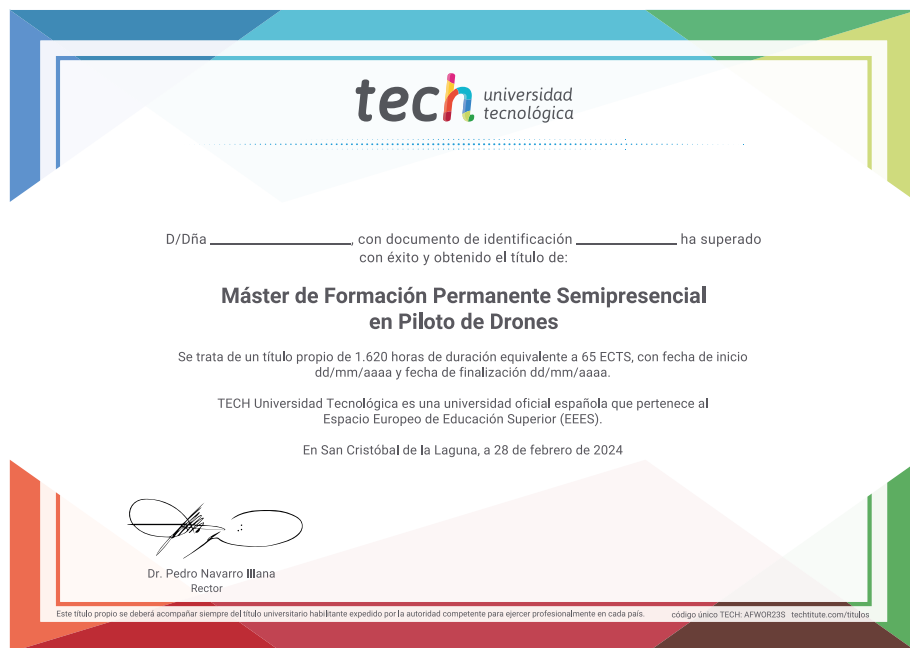 tech universidad
tecnológica
D/Dña ____________________, con documento de identificación ______________ ha superado
con éxito y obtenido el título de:
Máster de Formación Permanente Semipresencial
en Piloto de Drones
Se trata de un título propio de 1.620 horas de duración equivalente a 65 ECTS, con fecha de inicio
dd/mm/aaaa y fecha de finalización dd/mm/aaaa.
TECH Universidad Tecnológica es una universidad oficial española que pertenece al
Espacio Europeo de Educación Superior (EEES).
En San Cristóbal de la Laguna, a 28 de febrero de 2024
Dr. Pedro Navarro Illana
Rector
Este título propio se deberá acompañar siempre del título universitario habilitante expedido por la autoridad competente para ejercer profesionalmente en cada país.
código único TECH: AFWOR23S techtitute.com/titulos